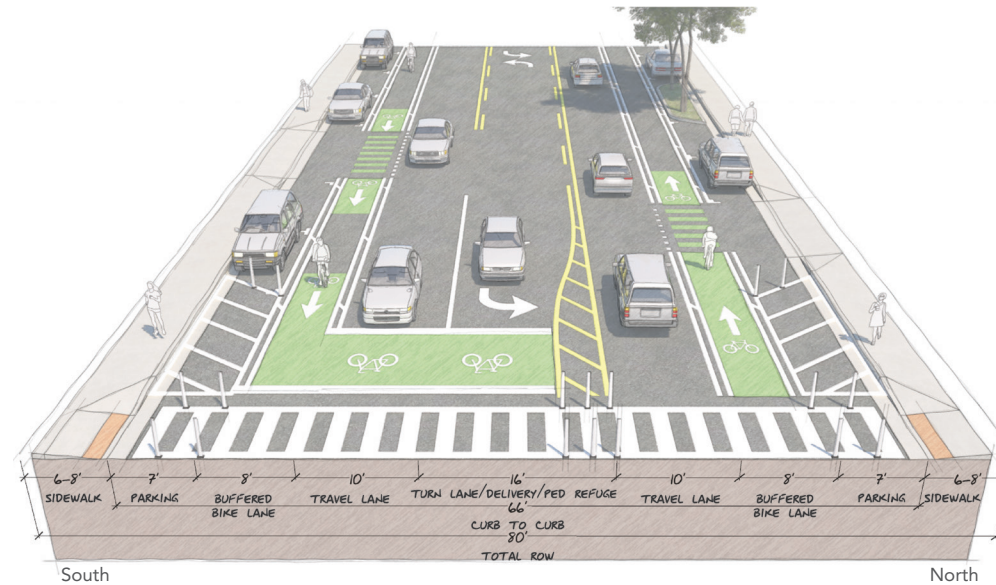 6-8' 7' 8' 10' 16' 10' 8' 7' 6-8'
SIDEWALK PARKING BUFFERED BIKE LANE TRAVEL LANE TURN LANE/DELIVERY/PED REFUGE TRAVEL LANE BUFFERED BIKE LANE PARKING SIDEWALK
66'
CURB TO CURB
80'
TOTAL ROW
South North